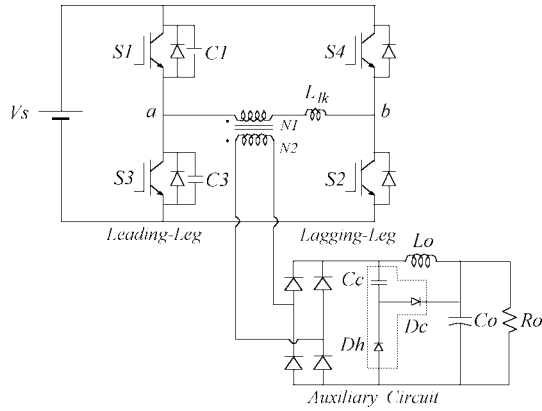 S1
C1
S4
Vs
a
Llk
b
N1
N2
S3
C3
S2
Leading-Leg
Lagging-Leg
Lo
Cc
Dc
Co
Ro
Dh
Auxiliary Circuit